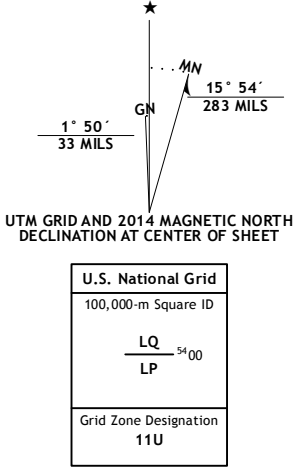 ★
MN
GN
15° 54´
283 MILS
1° 50´
33 MILS
UTM GRID AND 2014 MAGNETIC NORTH
DECLINATION AT CENTER OF SHEET
U.S. National Grid
100,000-m Square ID
LQ
5400
LP
Grid Zone Designation
11U